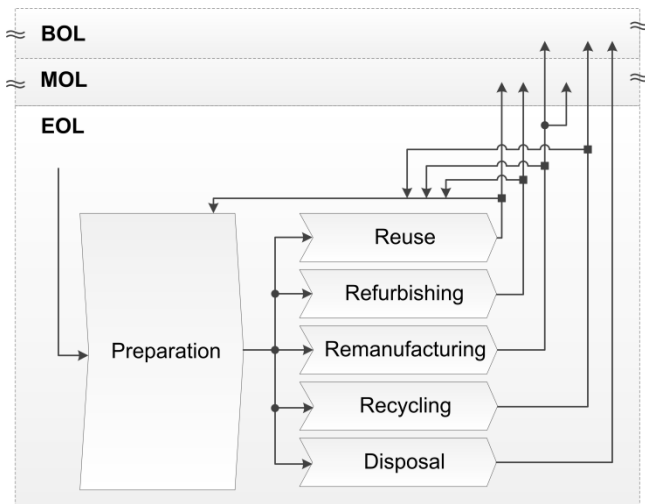 BOL
MOL
EOL
Reuse
Refurbishing
Preparation
Remanufacturing
Recycling
Disposal